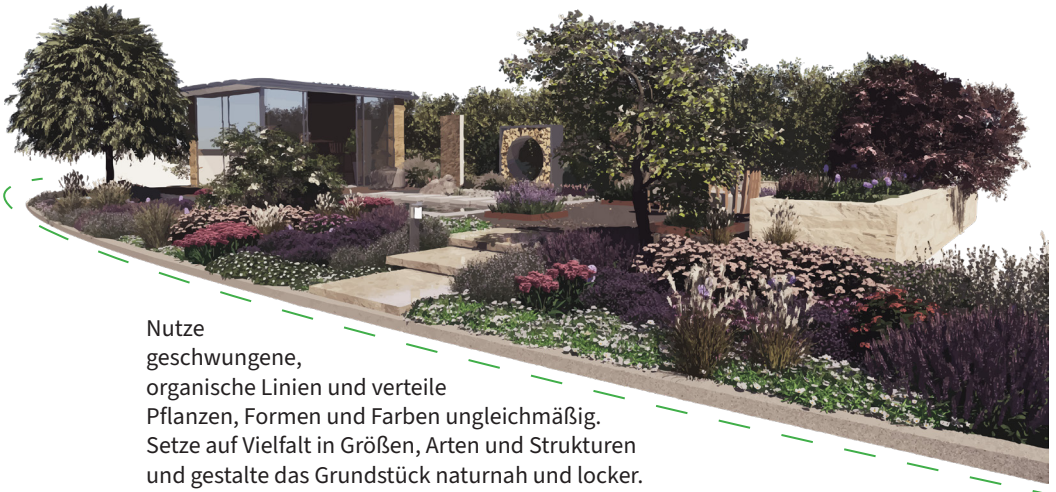 Nutze
geschwungene,
organische Linien und verteile
Pflanzen, Formen und Farben ungleichmäßig.
Setze auf Vielfalt in Größen, Arten und Strukturen
und gestalte das Grundstück naturnah und locker.